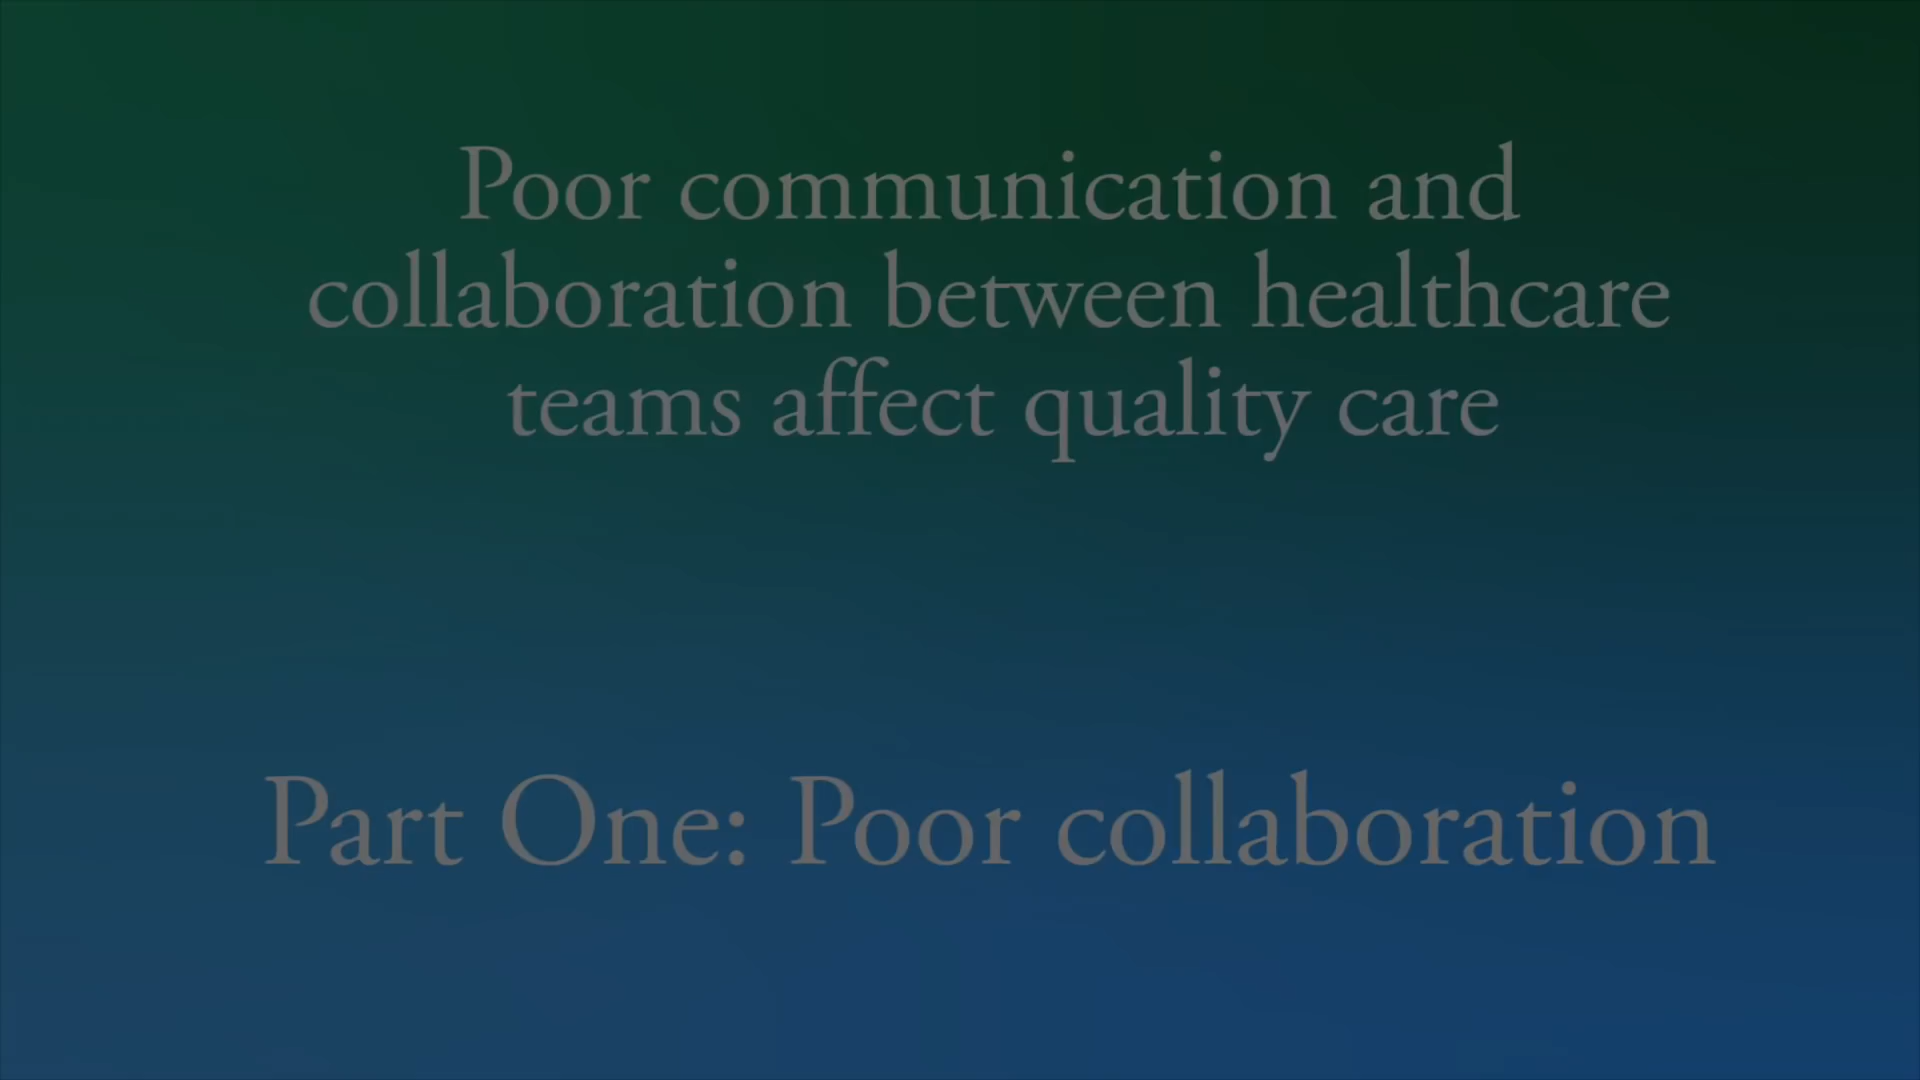 Poor communication and
collaboration between healthcare
teams affect quality care
Part One: Poor collaboration